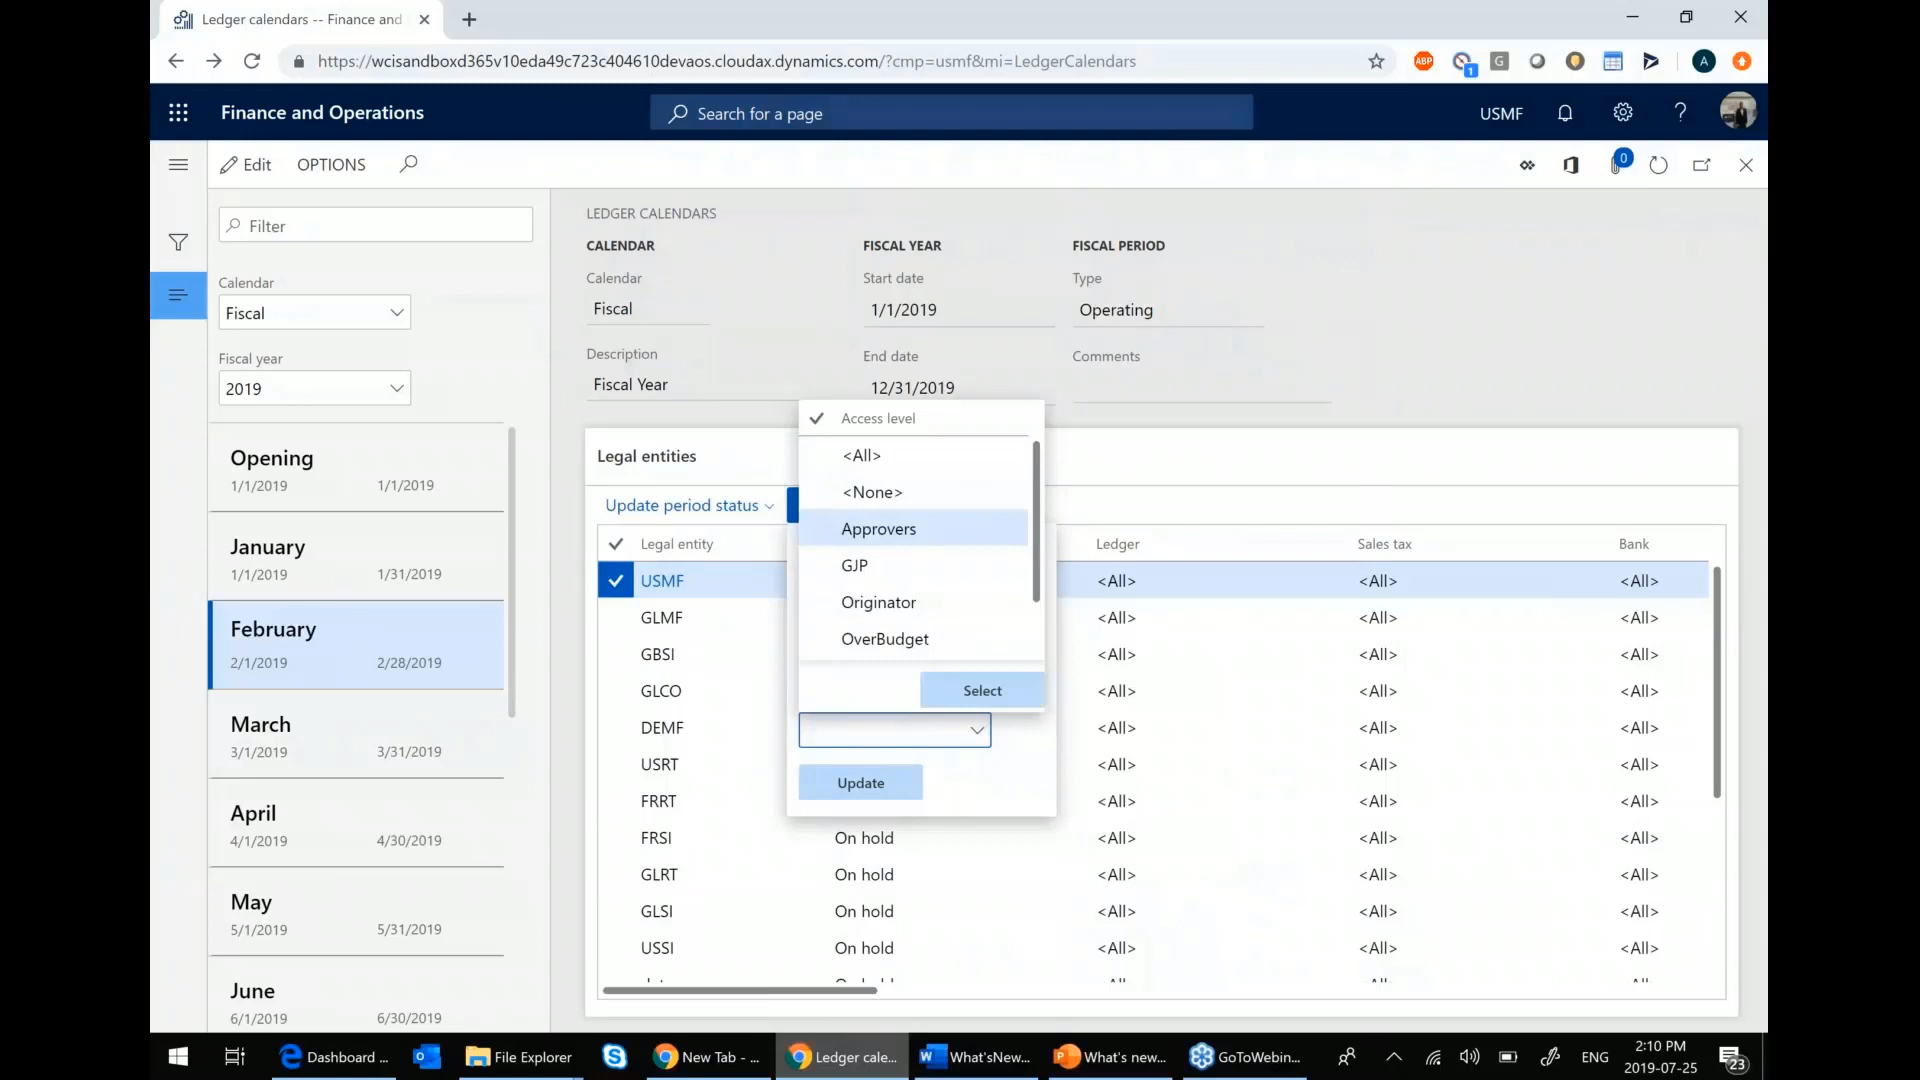 Ledger calendars -- Finance and
https://wcisandboxd365v10eda49c723c404610devaos.cloudax.dynamics.com/?cmp=usmf&mi=LedgerCalendars
ABP
1
G
A
Finance and Operations
Search for a page
USMF
?
Edit
OPTIONS
0
Filter
Calendar
Fiscal
Fiscal year
2019
Opening
1/1/2019 1/1/2019
January
1/1/2019 1/31/2019
February
2/1/2019 2/28/2019
March
3/1/2019 3/31/2019
April
4/1/2019 4/30/2019
May
5/1/2019 5/31/2019
June
6/1/2019 6/30/2019
LEDGER CALENDARS
CALENDAR FISCAL YEAR FISCAL PERIOD
Calendar Start date Type
Fiscal 1/1/2019 Operating
Description End date Comments
Fiscal Year 12/31/2019
Legal entities
Update period status
Access level
<All>
<None>
Approvers
GJP
Originator
OverBudget
Select
Update
Legal entity Ledger Sales tax Bank
USMF <All> <All> <All>
GLMF <All> <All> <All>
GBSI <All> <All> <All>
GLCO <All> <All> <All>
DEMF <All> <All> <All>
USRT <All> <All> <All>
FRRT <All> <All> <All>
FRSI On hold <All> <All> <All>
GLRT On hold <All> <All> <All>
GLSI On hold <All> <All> <All>
USSI On hold <All> <All> <All>
Dashboard ...
File Explorer
New Tab - ...
Ledger cale...
What'sNew...
What's new...
GoToWebin...
ENG
2:10 PM
2019-07-25
23